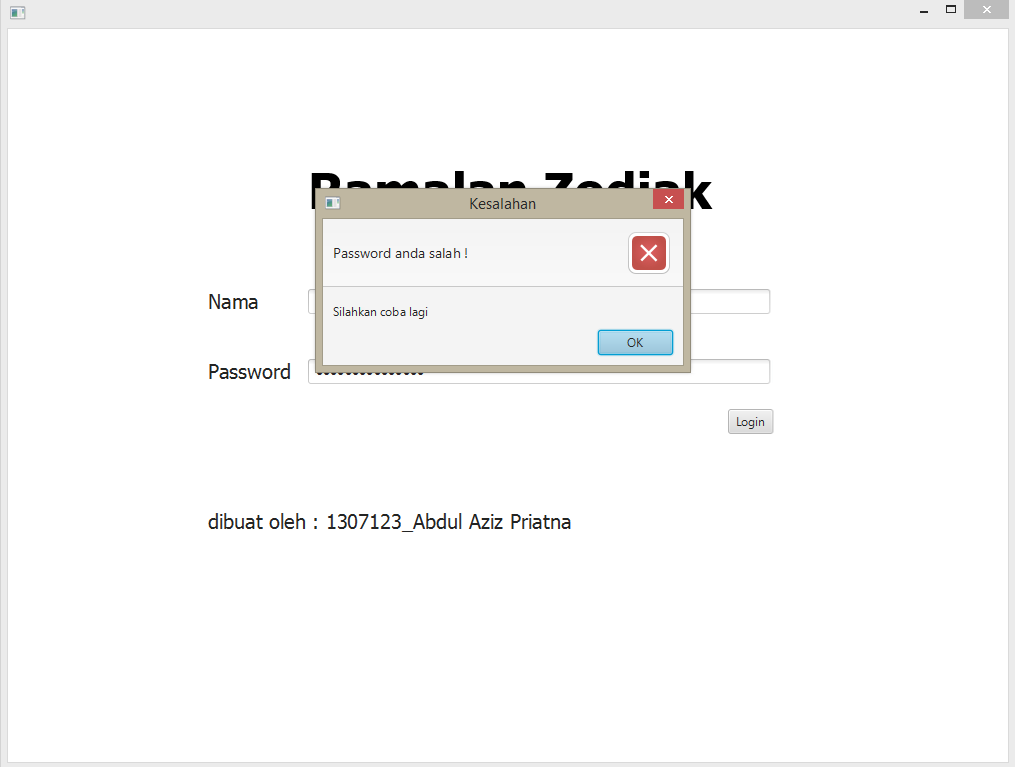 Ramalan Zodiak
Kesalahan
Password anda salah !
Silahkan coba lagi
OK
Nama
Password
Login
dibuat oleh : 1307123_Abdul Aziz Priatna